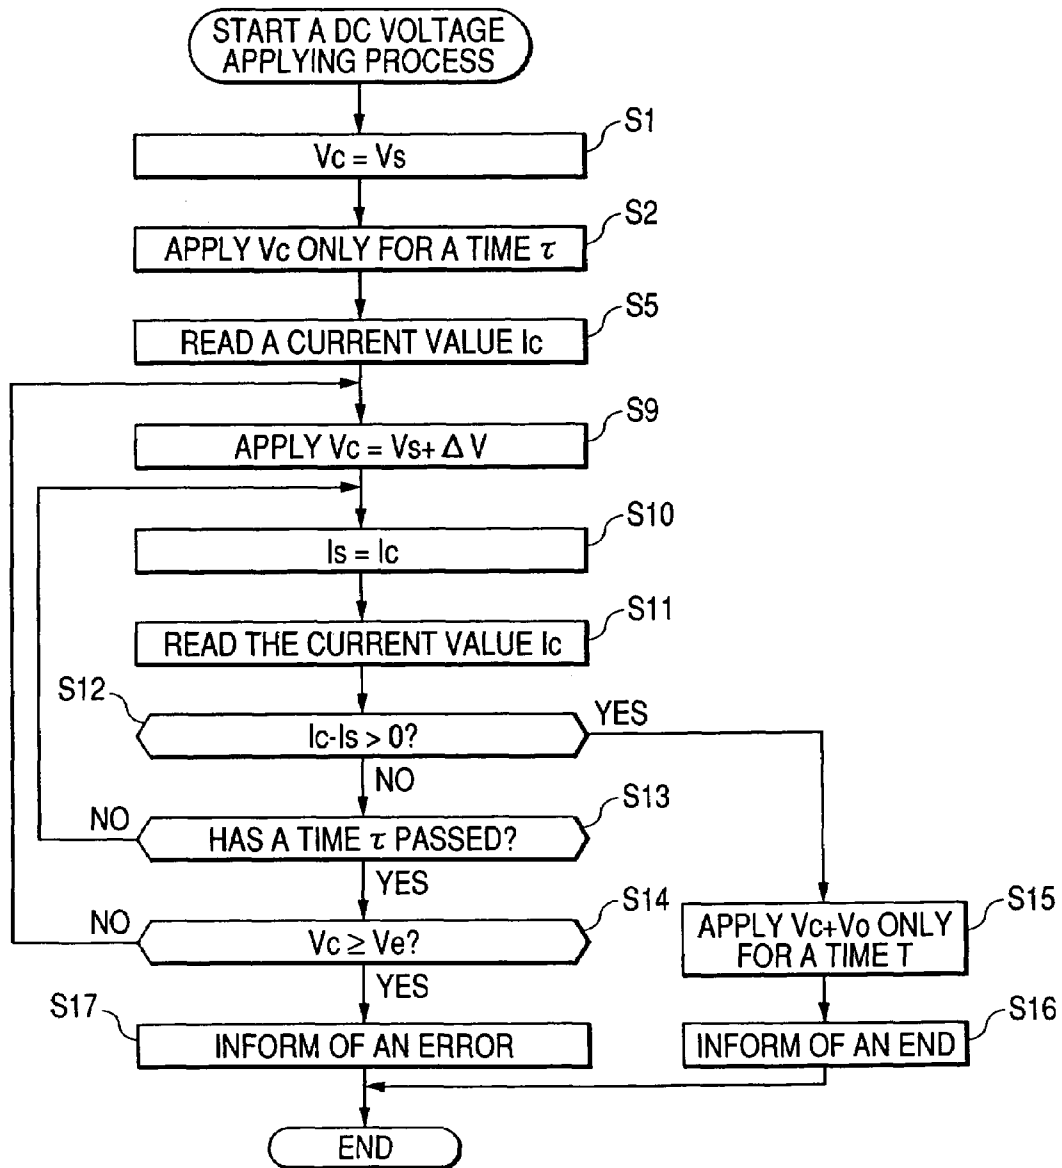 START A DC VOLTAGE
APPLYING PROCESS
S1
Vc = Vs
S2
APPLY Vc ONLY FOR A TIME τ
S5
READ A CURRENT VALUE Ic
S9
APPLY Vc = Vs+ Δ V
S10
Is = Ic
S11
READ THE CURRENT VALUE Ic
S12
Ic-Is > 0?
YES
NO
S13
NO
HAS A TIME τ PASSED?
YES
S14
NO
Vc ≥ Ve?
YES
S15
APPLY Vc+Vo ONLY
FOR A TIME T
S17
INFORM OF AN ERROR
S16
INFORM OF AN END
END